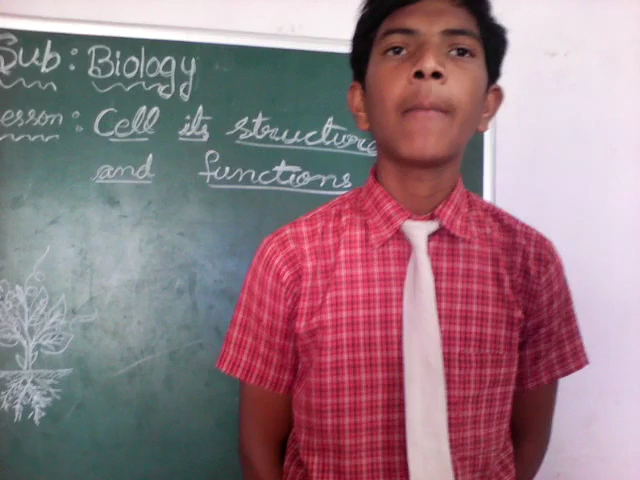 Sub : Biology
esson : Cell its structure
and functions